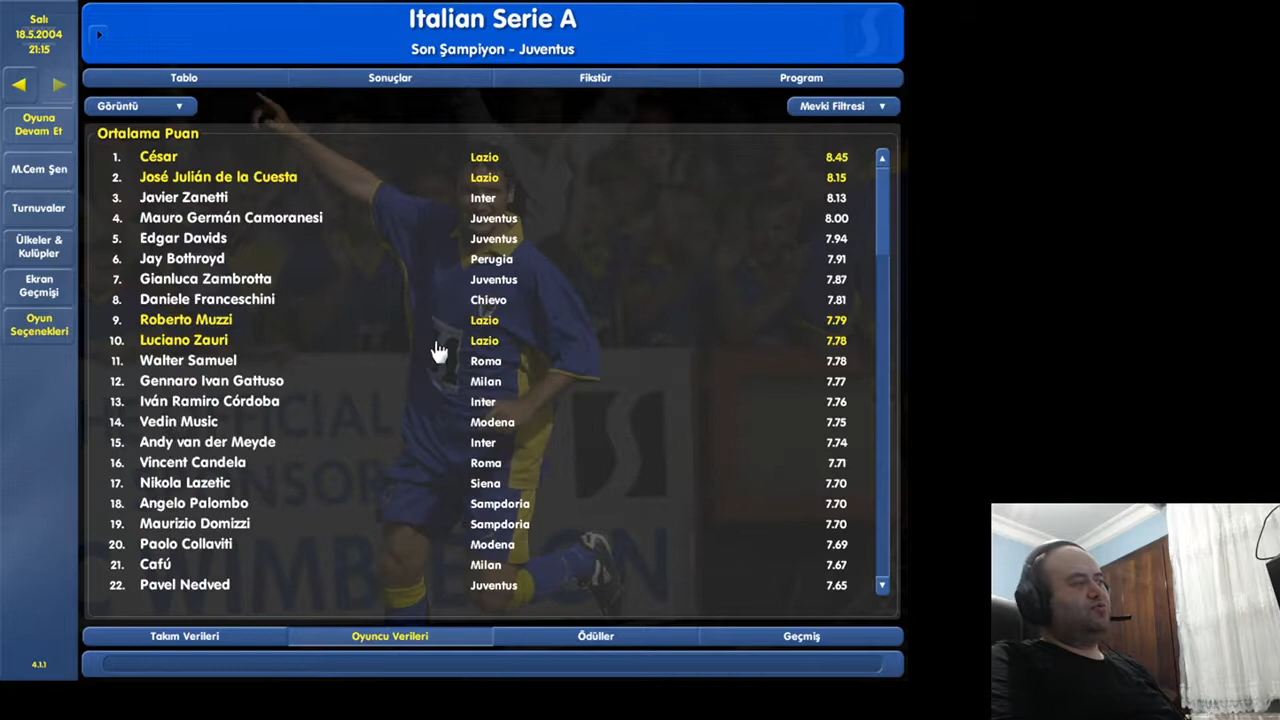 Salı
18.5.2004
21:15
Italian Serie A
Son Şampiyon - Juventus
Tablo Sonuçlar Fikstür Program
Görüntü Mevki Filtresi
Oyuna
Devam Et
M.Cem Şen
Turnuvalar
Ülkeler &
Kulüpler
Ekran
Geçmişi
Oyun
Seçenekleri
4.1.1
Ortalama Puan
1. César Lazio 8.45
2. José Julián de la Cuesta Lazio 8.15
3. Javier Zanetti Inter 8.13
4. Mauro Germán Camoranesi Juventus 8.00
5. Edgar Davids Juventus 7.94
6. Jay Bothroyd Perugia 7.91
7. Gianluca Zambrotta Juventus 7.87
8. Daniele Franceschini Chievo 7.81
9. Roberto Muzzi Lazio 7.79
10. Luciano Zauri Lazio 7.78
11. Walter Samuel Roma 7.78
12. Gennaro Ivan Gattuso Milan 7.77
13. Iván Ramiro Córdoba Inter 7.76
14. Vedin Music Modena 7.75
15. Andy van der Meyde Inter 7.74
16. Vincent Candela Roma 7.71
17. Nikola Lazetic Siena 7.70
18. Angelo Palombo Sampdoria 7.70
19. Maurizio Domizzi Sampdoria 7.70
20. Paolo Collaviti Modena 7.69
21. Cafú Milan 7.67
22. Pavel Nedved Juventus 7.65
Takım Verileri Oyuncu Verileri Ödüller Geçmiş